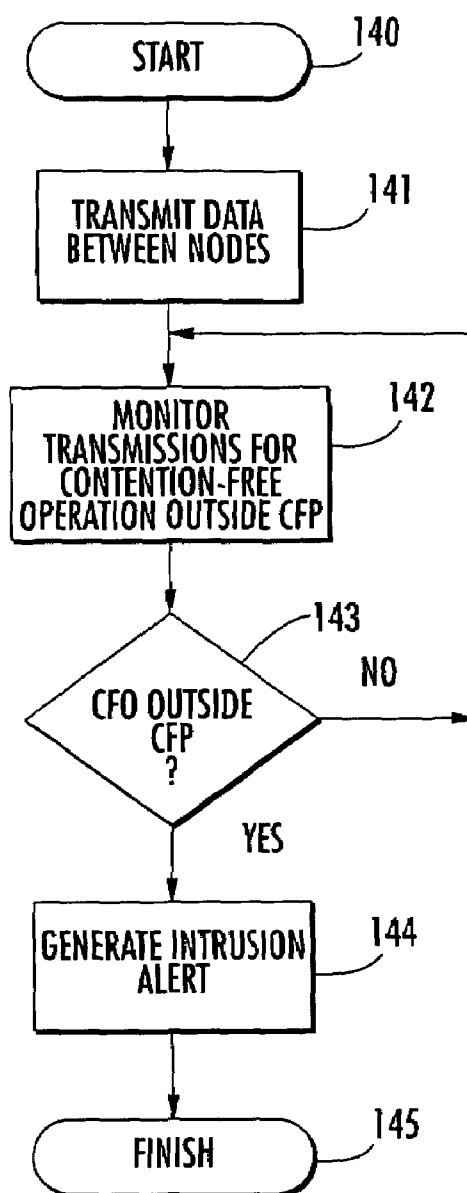 START
140
141
TRANSMIT DATA
BETWEEN NODES
142
MONITOR
TRANSMISSIONS FOR
CONTENTION-FREE
OPERATION OUTSIDE CFP
143
NO
CFO OUTSIDE
CFP
?
YES
GENERATE INTRUSION
ALERT
144
FINISH
145